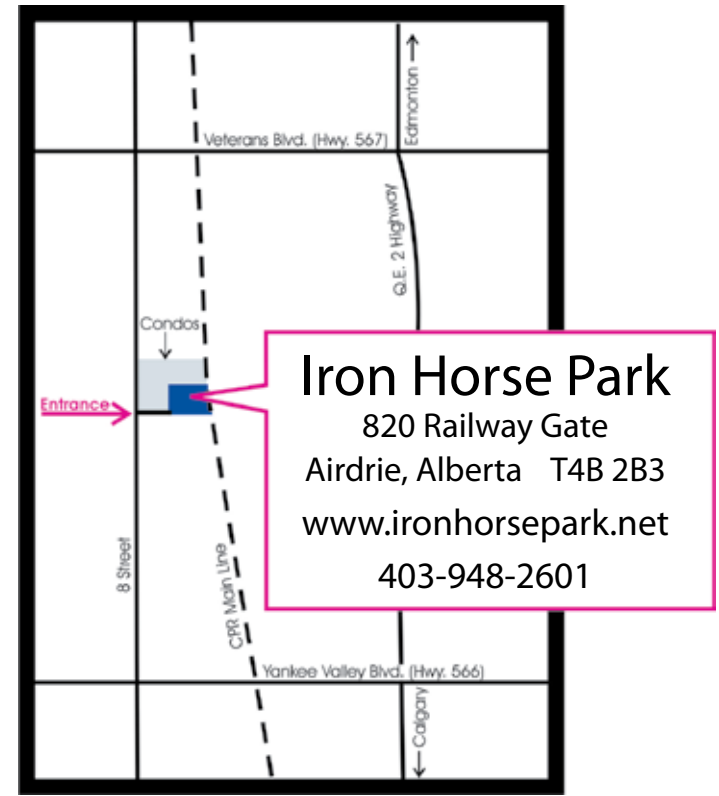 Edmonton
Veterans Blvd. (Hwy. 567)
Q.E. 2 Highway
Condos
Entrance
Iron Horse Park
820 Railway Gate
Airdrie, Alberta T4B 2B3
www.ironhorsepark.net
403-948-2601
8 Street
CPR Main Line
Yankee Valley Blvd. (Hwy. 566)
Calgary